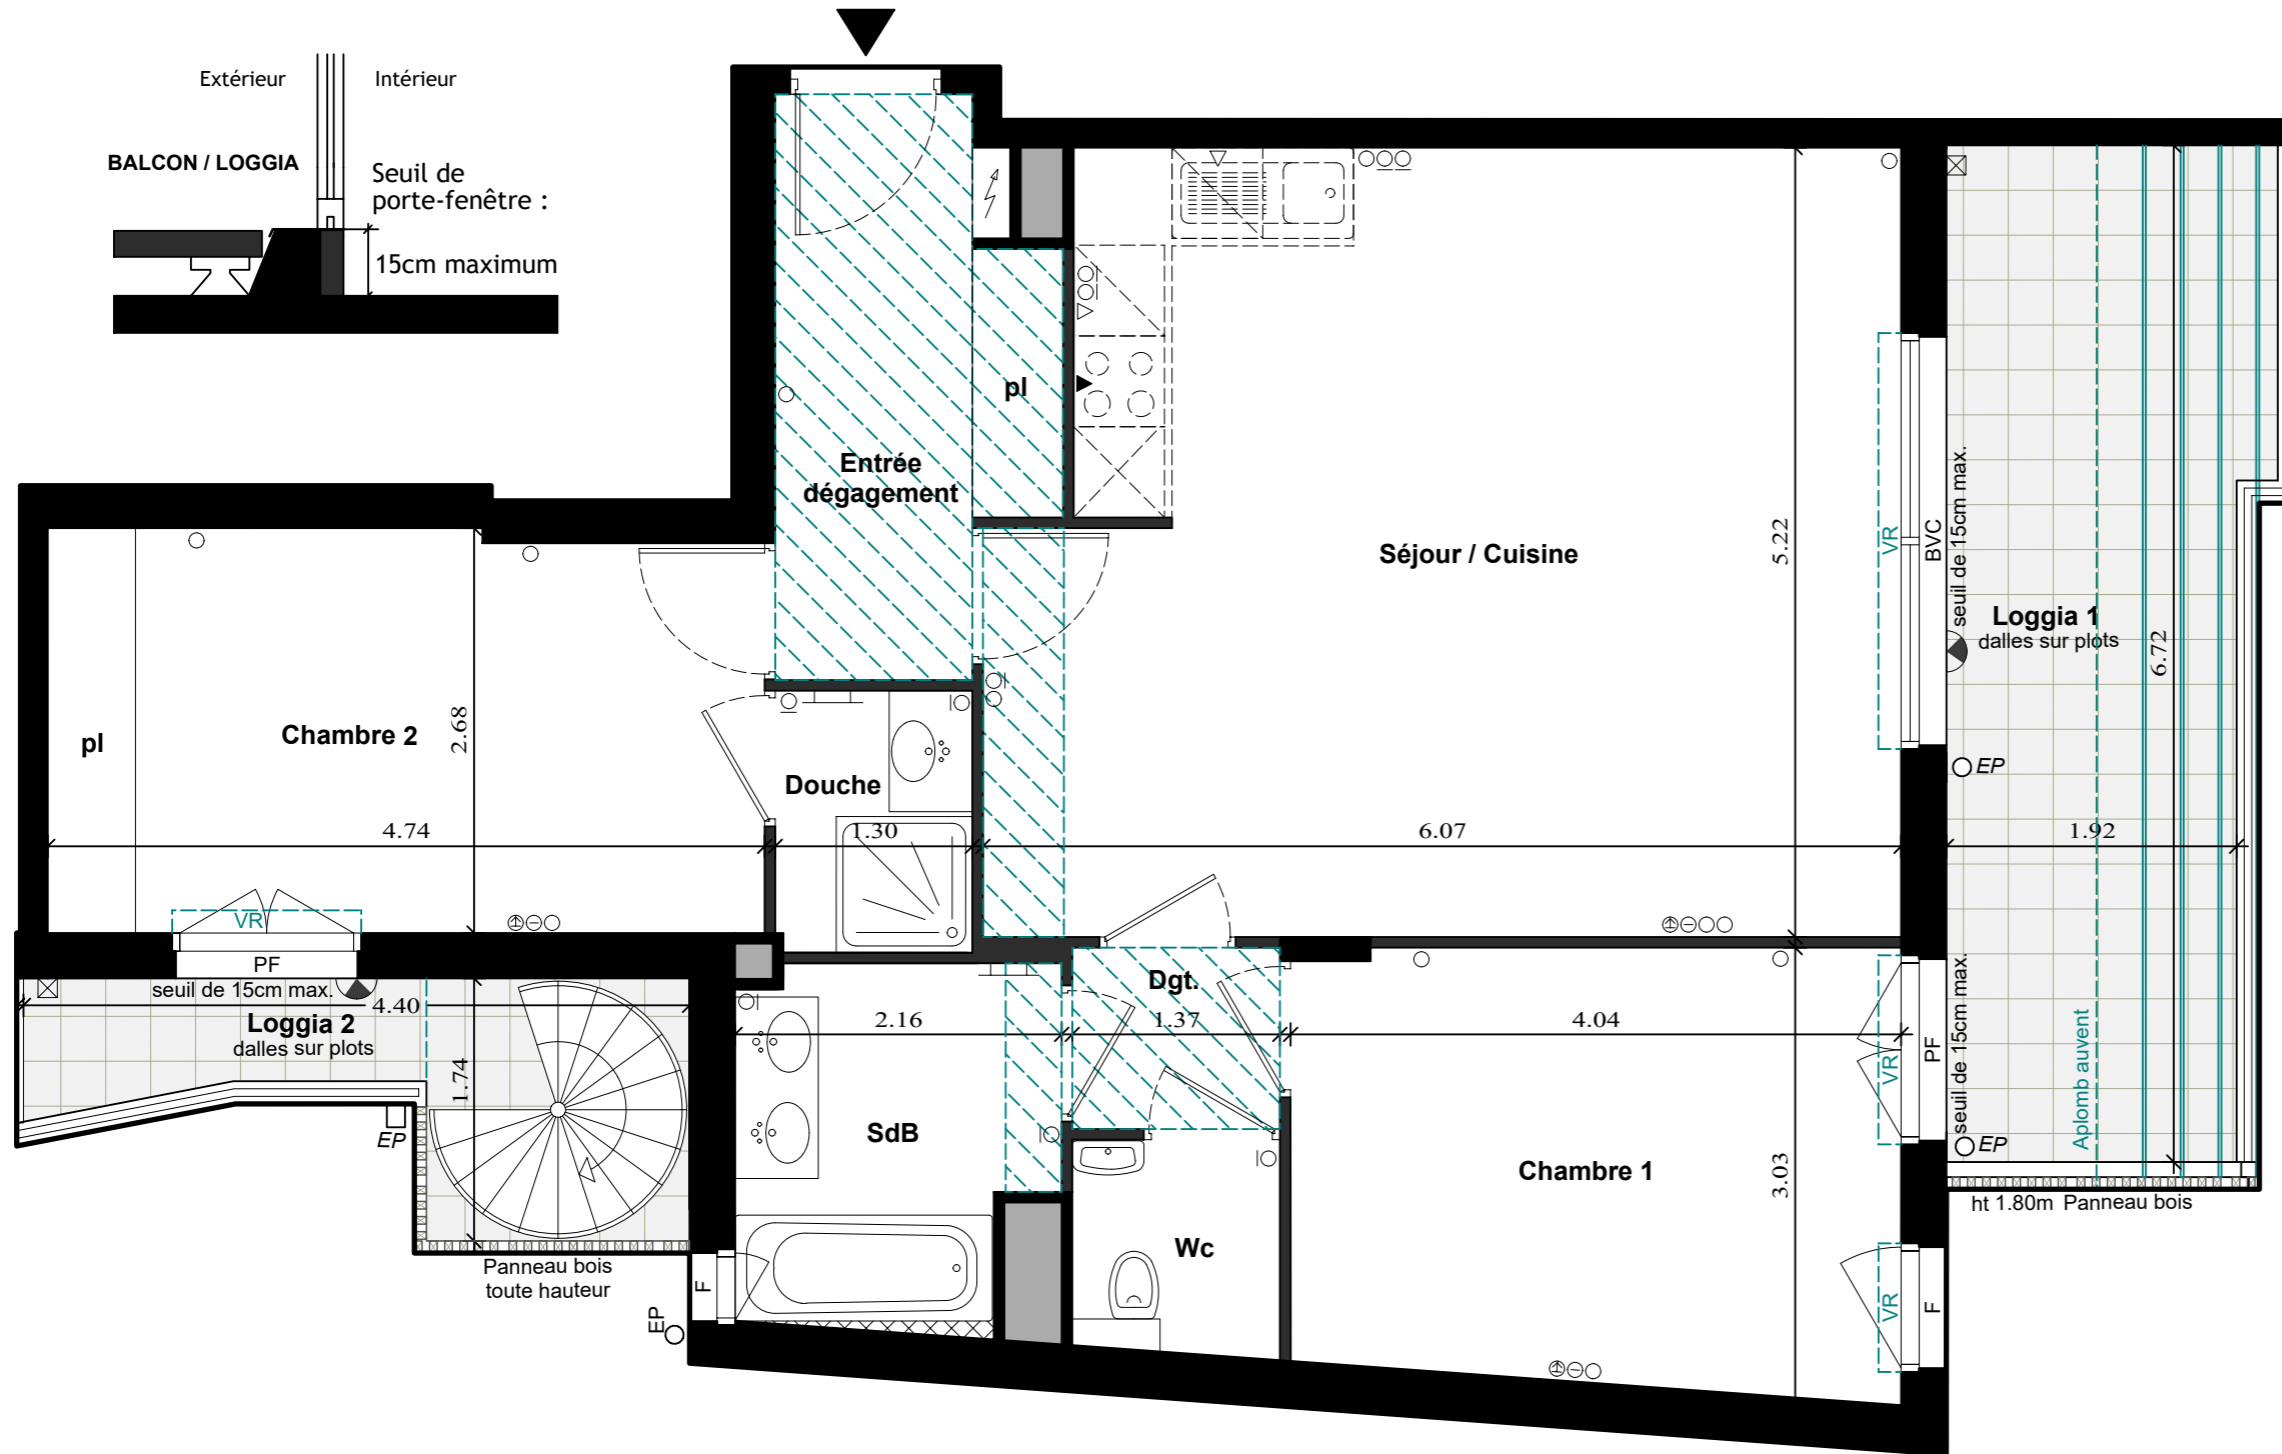 Extérieur
Intérieur
BALCON / LOGGIA
Seuil de
porte-fenêtre :
15cm maximum
pl
Entrée
dégagement
Séjour / Cuisine
5.22
VR
BVC
seuil de 15cm max.
Loggia 1
dalles sur plots
6.72
EP
pl
Chambre 2
2.68
Douche
4.74
1.30
6.07
1.92
VR
PF
seuil de 15cm max.
4.40
Loggia 2
dalles sur plots
1.74
EP
Panneau bois
toute hauteur
EP
F
2.16
SdB
Dgt.
1.37
Wc
4.04
Chambre 1
3.03
VR
PF
seuil de 15cm max.
EP
Aplomb auvent
ht 1.80m Panneau bois
VR
F